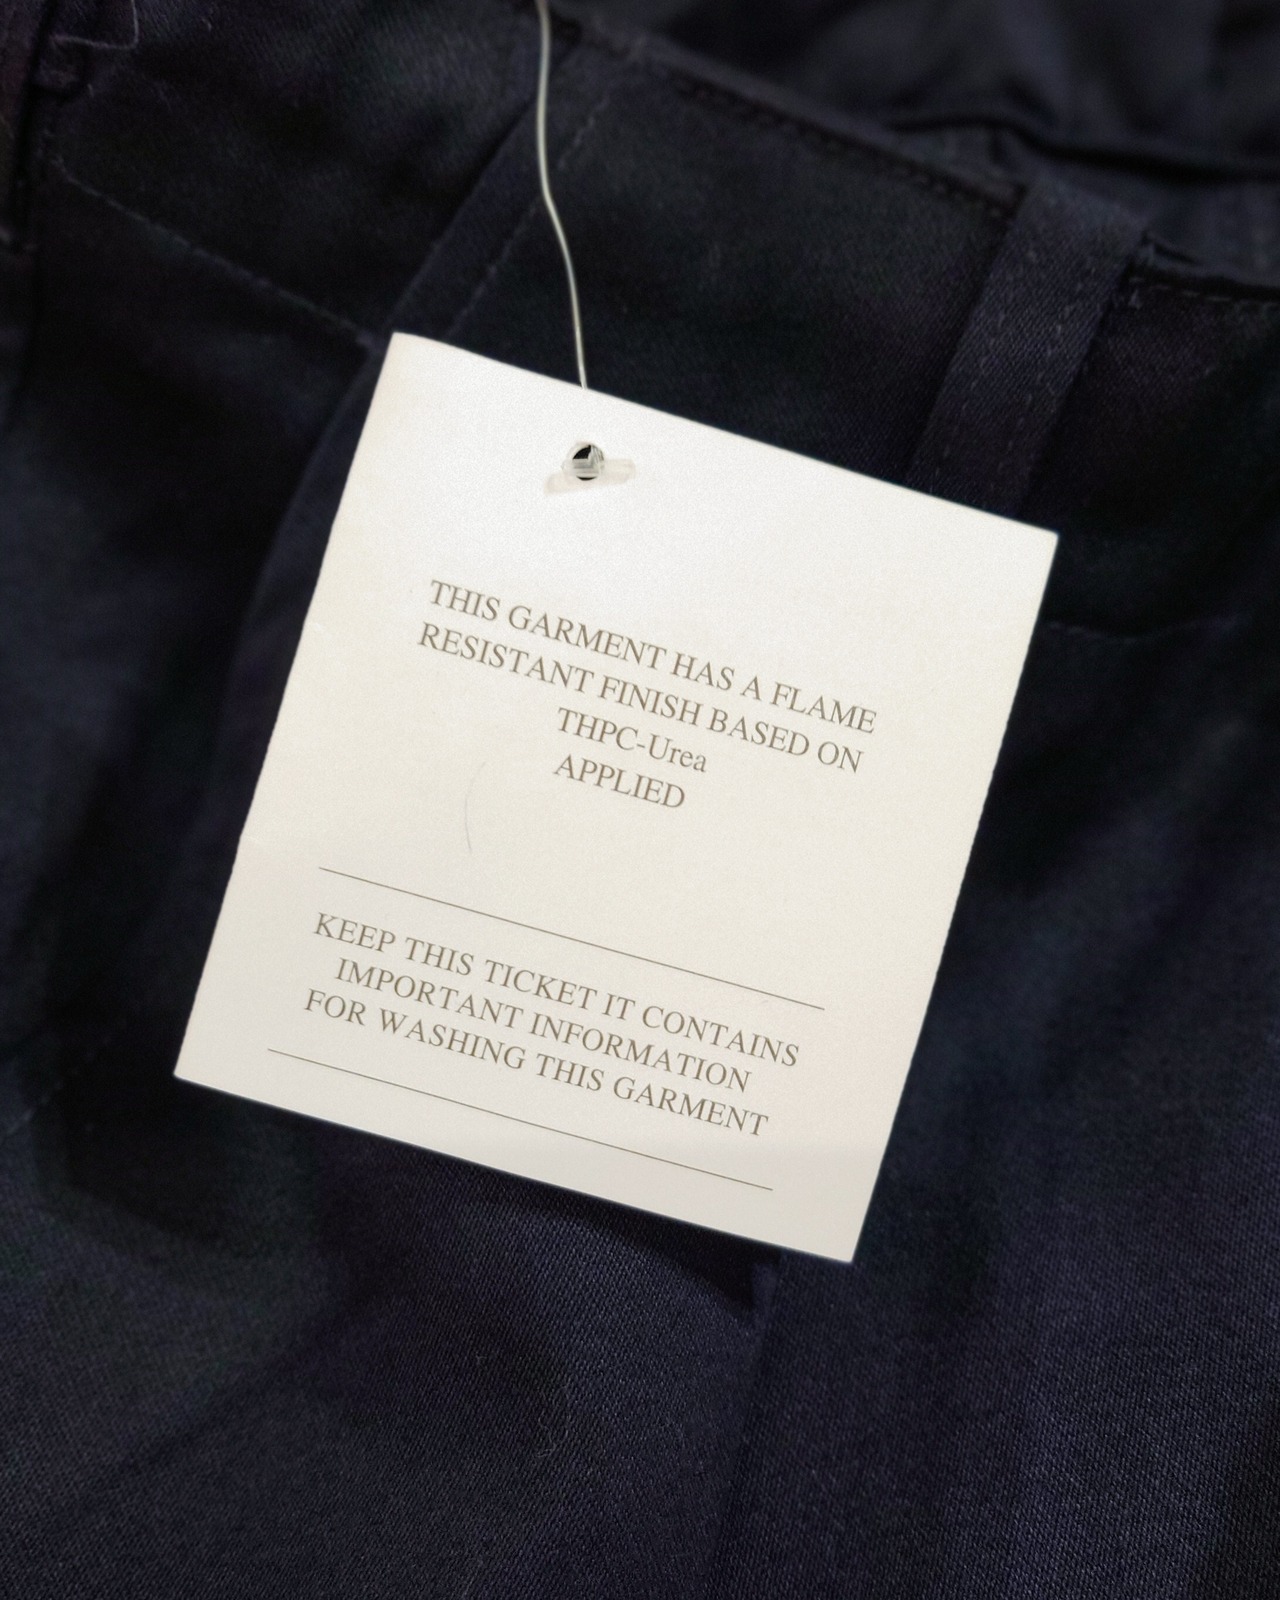 THIS GARMENT HAS A FLAME
RESISTANT FINISH BASED ON
THPC-Urea
APPLIED
KEEP THIS TICKET IT CONTAINS
IMPORTANT INFORMATION
FOR WASHING THIS GARMENT